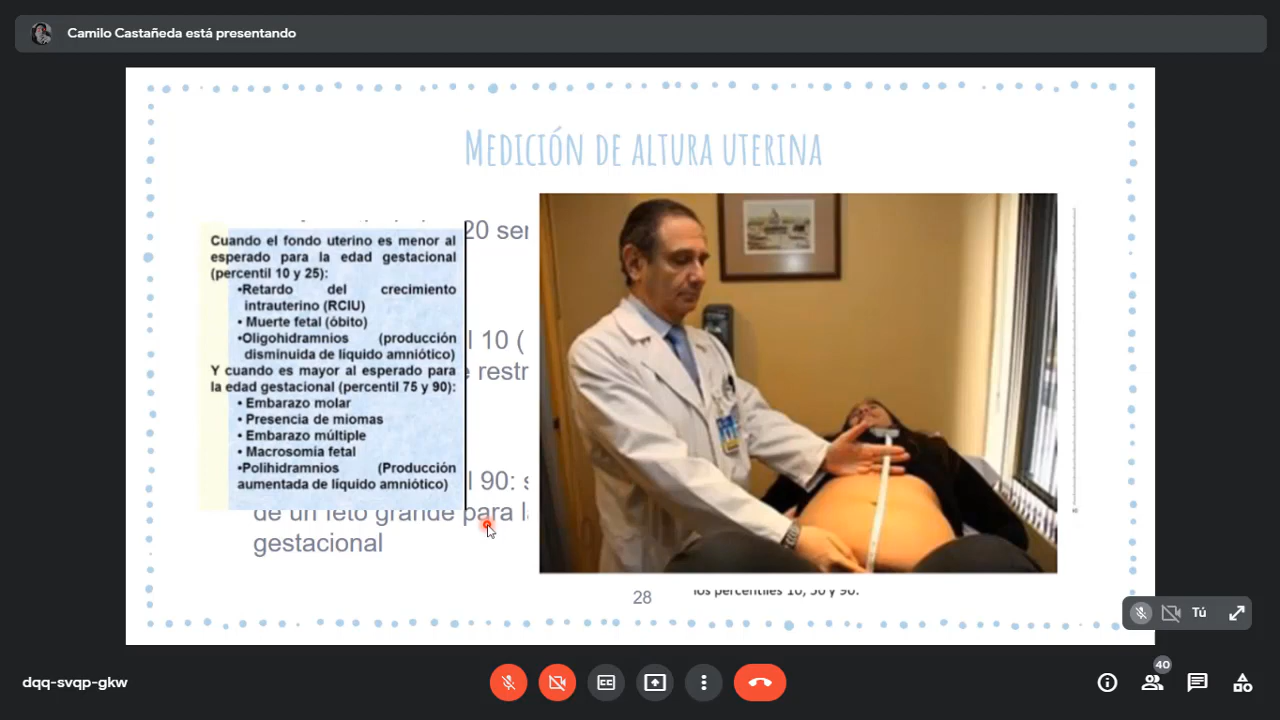 Camilo Castañeda está presentando
MEDICIÓN DE ALTURA UTERINA
20 ser
Cuando el fondo uterino es menor al
esperado para la edad gestacional
(percentil 10 y 25):
•Retardo del crecimiento
intrauterino (RCIU)
• Muerte fetal (óbito)
•Oligohidramnios (producción
disminuida de líquido amniótico)
Y cuando es mayor al esperado para
la edad gestacional (percentil 75 y 90):
• Embarazo molar
• Presencia de miomas
• Embarazo múltiple
• Macrosomia fetal
•Polihidramnios (Producción
aumentada de líquido amniótico)
l 10 (
restr
l 90: s
de un feto grande para la
gestacional
28
los percentiles 10, 50 y 90.
Tú
dqq-svqp-gkw
40